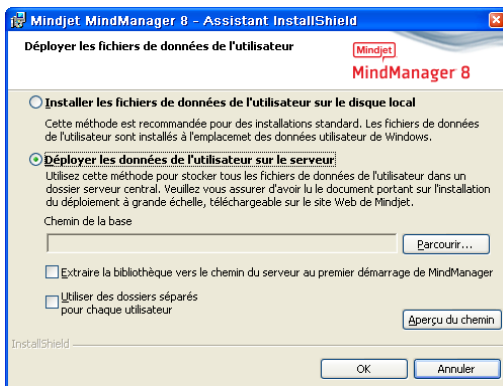 Mindjet MindManager 8 - Assistant InstallShield
Déployer les fichiers de données de l'utilisateur
Mindjet
MindManager 8
Installer les fichiers de données de l'utilisateur sur le disque local
Cette méthode est recommandée pour des installations standard. Les fichiers de données
de l'utilisateur sont installés à l'emplacemet des données utilisateur de Windows.
Déployer les données de l'utilisateur sur le serveur
Utilisez cette méthode pour stocker tous les fichiers de données de l'utilisateur dans un
dossier serveur central. Veuillez vous assurer d'avoir lu le document portant sur l'installation
du déploiement à grande échelle, téléchargeable sur le site Web de Mindjet.
Chemin de la base
Parcourir...
Extraire la bibliothèque vers le chemin du serveur au premier démarrage de MindManager
Utiliser des dossiers séparés
pour chaque utilisateur
Aperçu du chemin
InstallShield
OK
Annuler